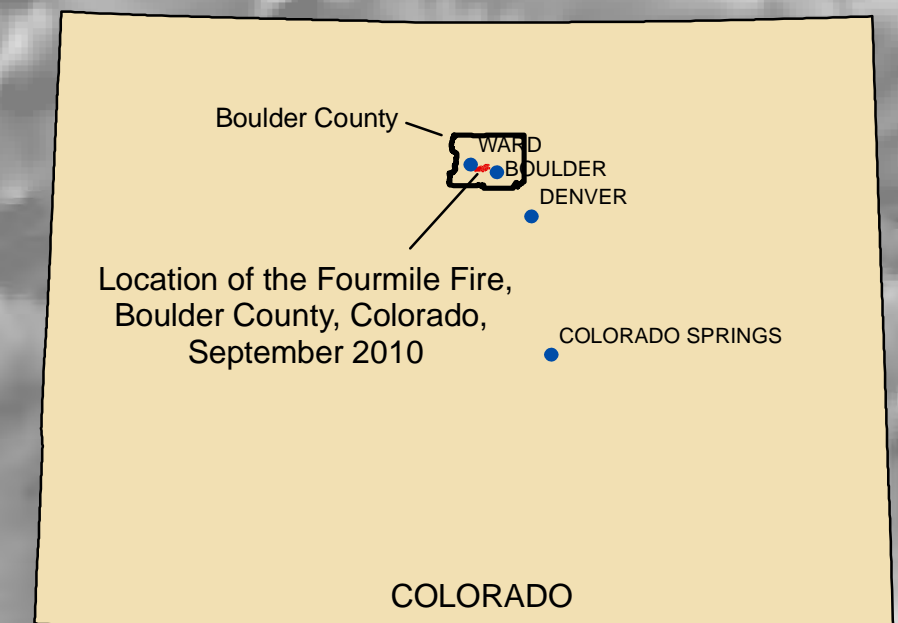 Boulder County
WARD
BOULDER
DENVER
Location of the Fourmile Fire,
Boulder County, Colorado,
September 2010
COLORADO SPRINGS
COLORADO